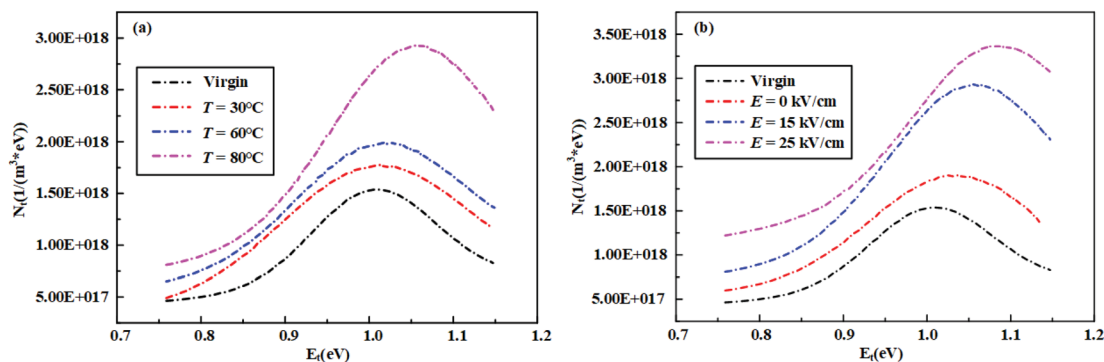 (a)
3.00E+018
2.50E+018
2.00E+018
1.50E+018
1.00E+018
5.00E+017
Nt(1/(m³*eV))
Virgin
T = 30°C
T = 60°C
T = 80°C
0.7 0.8 0.9 1.0 1.1 1.2
Et(eV)
(b)
3.50E+018
3.00E+018
2.50E+018
2.00E+018
1.50E+018
1.00E+018
5.00E+017
Nt(1/(m³*eV))
Virgin
E = 0 kV/cm
E = 15 kV/cm
E = 25 kV/cm
0.7 0.8 0.9 1.0 1.1 1.2
Et(eV)